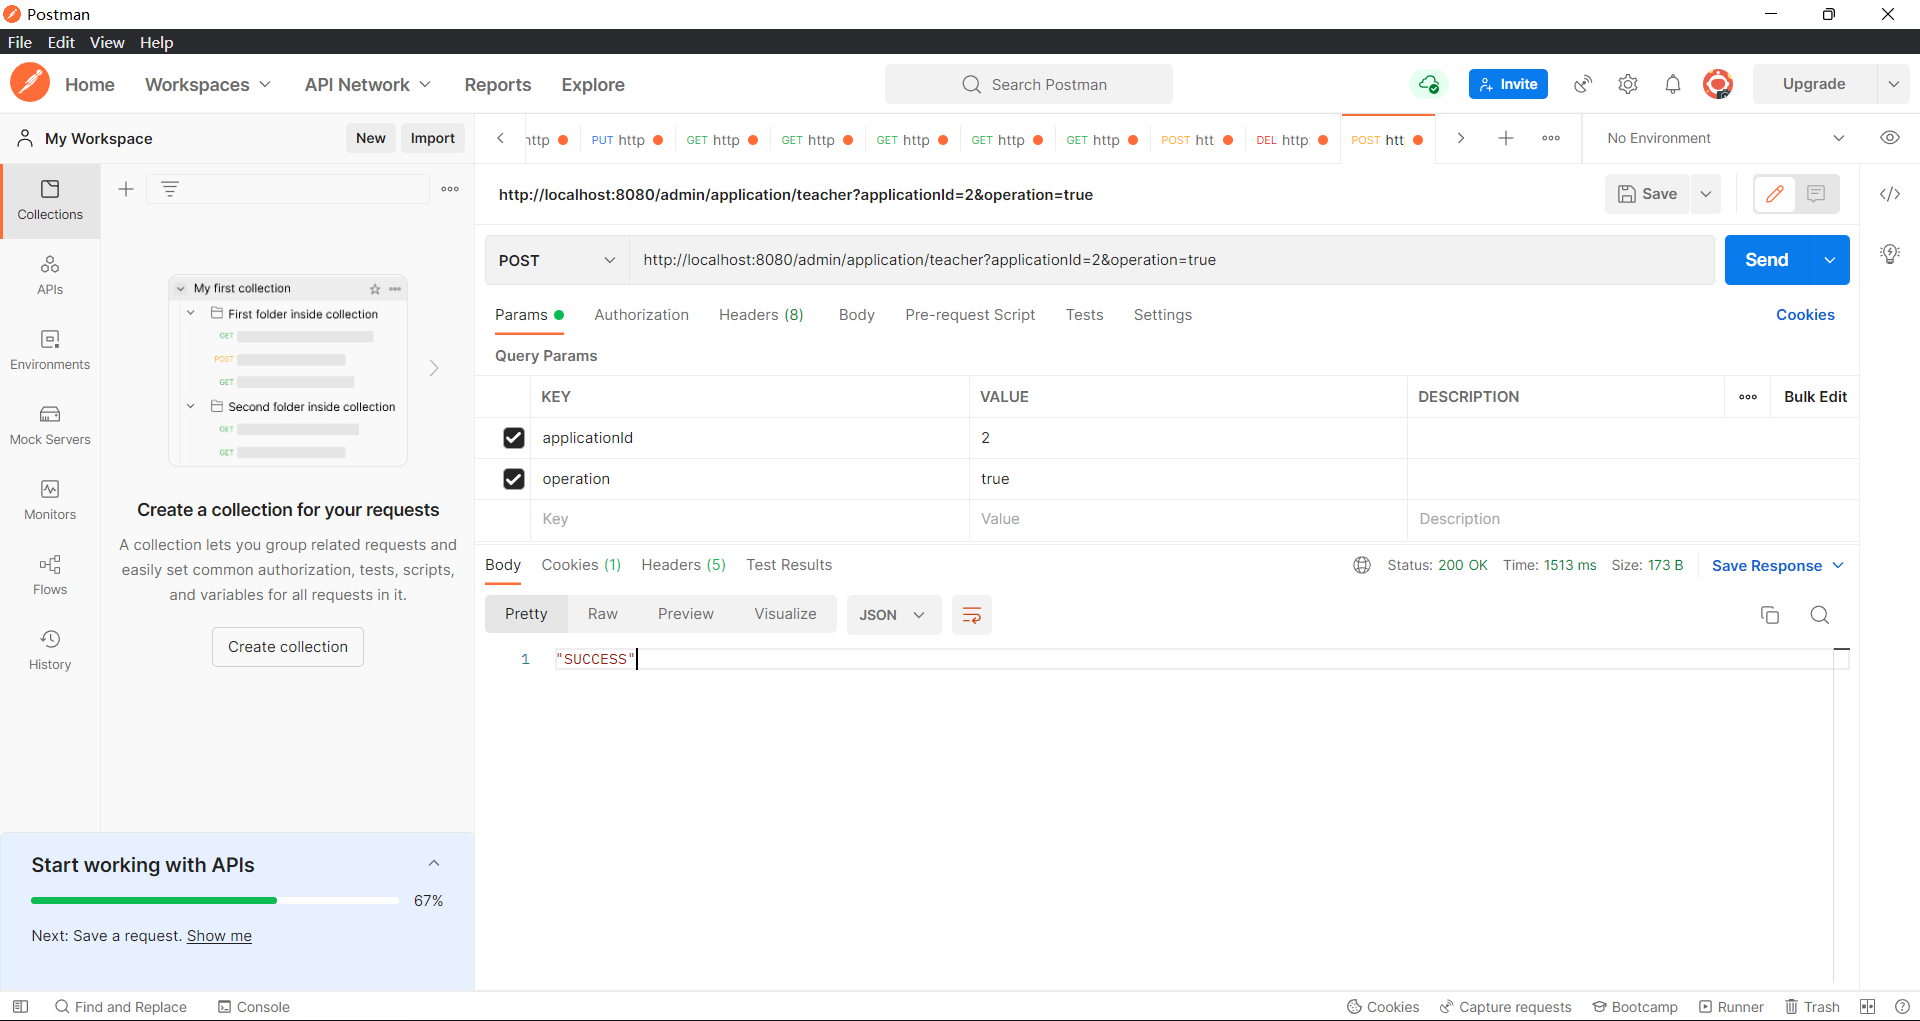 Postman
File Edit View Help
Home Workspaces API Network Reports Explore
Search Postman
Invite
Upgrade
My Workspace
New Import
http PUT http GET http GET http GET http GET http GET http POST htt DEL http POST htt
No Environment
Collections
APIs
Environments
Mock Servers
Monitors
Flows
History
My first collection
First folder inside collection
GET
POST
GET
Second folder inside collection
GET
GET
Create a collection for your requests
A collection lets you group related requests and
easily set common authorization, tests, scripts,
and variables for all requests in it.
Create collection
Start working with APIs
67%
Next: Save a request. Show me
http://localhost:8080/admin/application/teacher?applicationId=2&operation=true
Save
POST http://localhost:8080/admin/application/teacher?applicationId=2&operation=true
Send
Params Authorization Headers (8) Body Pre-request Script Tests Settings
Cookies
Query Params
KEY VALUE DESCRIPTION Bulk Edit
applicationId 2
operation true
Key Value Description
Body Cookies (1) Headers (5) Test Results
Status: 200 OK Time: 1513 ms Size: 173 B
Save Response
Pretty Raw Preview Visualize JSON
1 "SUCCESS"
Find and Replace Console
Cookies Capture requests Bootcamp Runner Trash